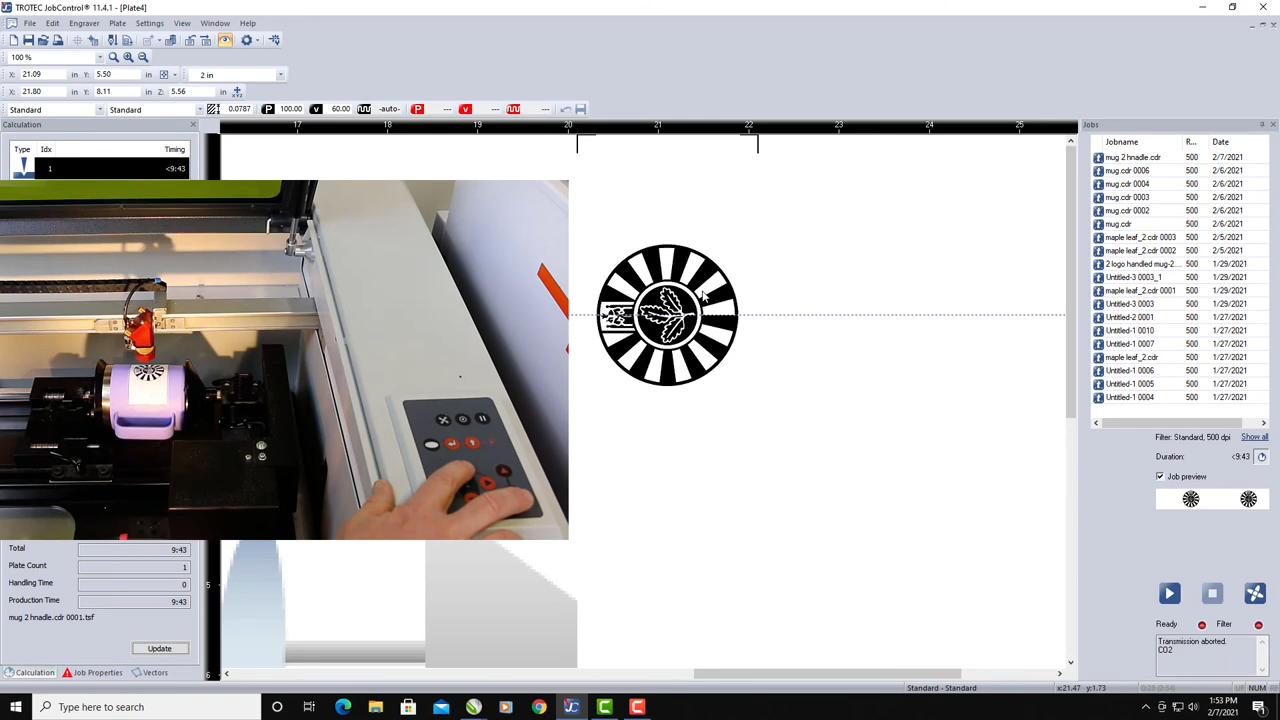 TROTEC JobControl® 11.4.1 - [Plate4]
File Edit Engraver Plate Settings View Window Help
100 %
X: 21.09 in Y: 5.50 in 2 in
X: 21.80 in Y: 8.11 in Z: 5.56 in
Standard Standard 0.0787 P 100.00 V 60.00 -auto- P --- V --- ---
Calculation
Type Idx Timing
1 <9:43
17 18 19 20 21 22 23 24 25
5
6
Total 9:43
Plate Count 1
Handling Time 0
Production Time 9:43
mug 2 hnadle.cdr 0001.tsf
Update
Calculation Job Properties Vectors
Jobs
Jobname R... Date
mug 2 hnadle.cdr 500 2/7/2021
mug.cdr 0006 500 2/6/2021
mug.cdr 0004 500 2/6/2021
mug.cdr 0003 500 2/6/2021
mug.cdr 0002 500 2/6/2021
mug.cdr 500 2/6/2021
maple leaf_2.cdr 0003 500 2/5/2021
maple leaf_2.cdr 0002 500 2/5/2021
2 logo handled mug-2... 500 1/29/2021
Untitled-3 0003_1 500 1/29/2021
maple leaf_2.cdr 0001 500 1/29/2021
Untitled-3 0003 500 1/29/2021
Untitled-2 0001 500 1/27/2021
Untitled-1 0010 500 1/27/2021
Untitled-1 0007 500 1/27/2021
maple leaf_2.cdr 500 1/27/2021
Untitled-1 0006 500 1/27/2021
Untitled-1 0005 500 1/27/2021
Untitled-1 0004 500 1/27/2021
Filter: Standard, 500 dpi Show all
Duration: <9:43
Job preview
Ready Filter
Transmission aborted.
CO2
Standard - Standard x:21.47 y:1.73 UF NUM
Type here to search
1:53 PM
2/7/2021